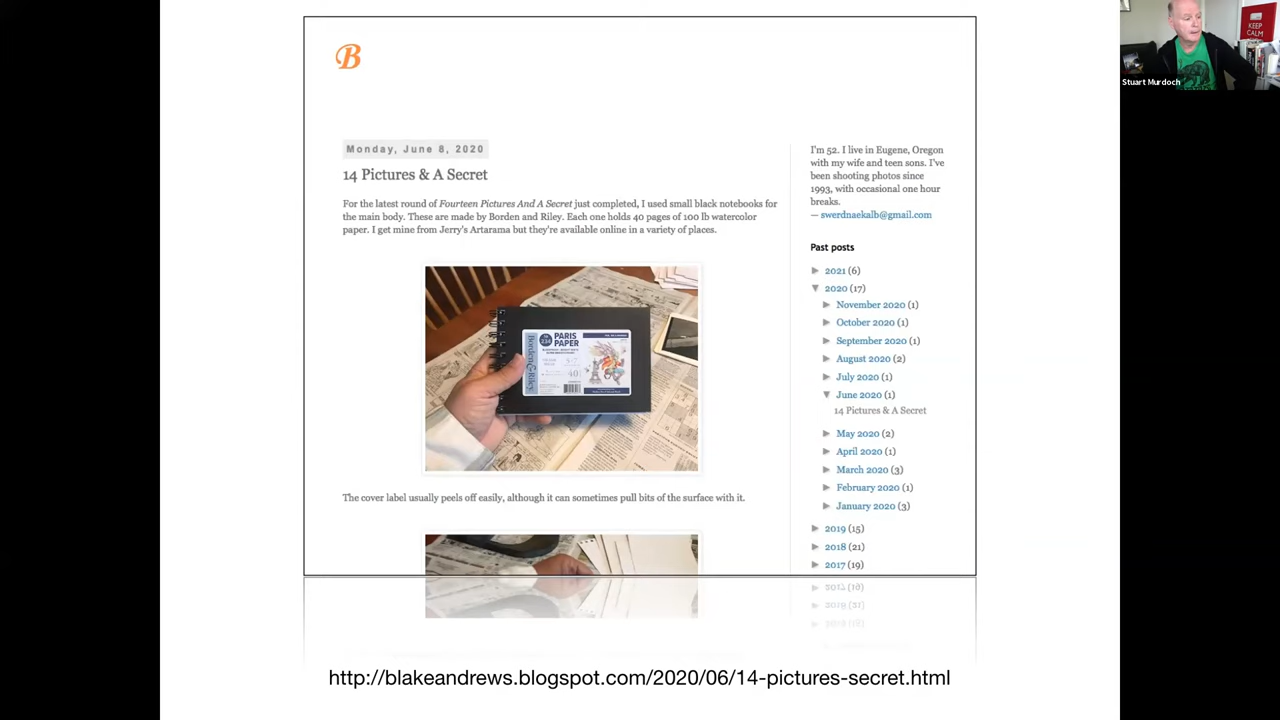 B
KEEP
CALM
Stuart Murdoch
Monday, June 8, 2020
14 Pictures & A Secret
For the latest round of Fourteen Pictures And A Secret just completed, I used small black notebooks for
the main body. These are made by Borden and Riley. Each one holds 40 pages of 100 lb watercolor
paper. I get mine from Jerry's Artarama but they're available online in a variety of places.
Borden & Riley
PARIS
PAPER
40
The cover label usually peels off easily, although it can sometimes pull bits of the surface with it.
I'm 52. I live in Eugene, Oregon
with my wife and teen sons. I've
been shooting photos since
1993, with occasional one hour
breaks.
— swerdnaekalb@gmail.com
Past posts
► 2021 (6)
▼ 2020 (17)
► November 2020 (1)
► October 2020 (1)
► September 2020 (1)
► August 2020 (2)
► July 2020 (1)
▼ June 2020 (1)
14 Pictures & A Secret
► May 2020 (2)
► April 2020 (1)
► March 2020 (3)
► February 2020 (1)
► January 2020 (3)
► 2019 (15)
► 2018 (21)
► 2017 (19)
http://blakeandrews.blogspot.com/2020/06/14-pictures-secret.html